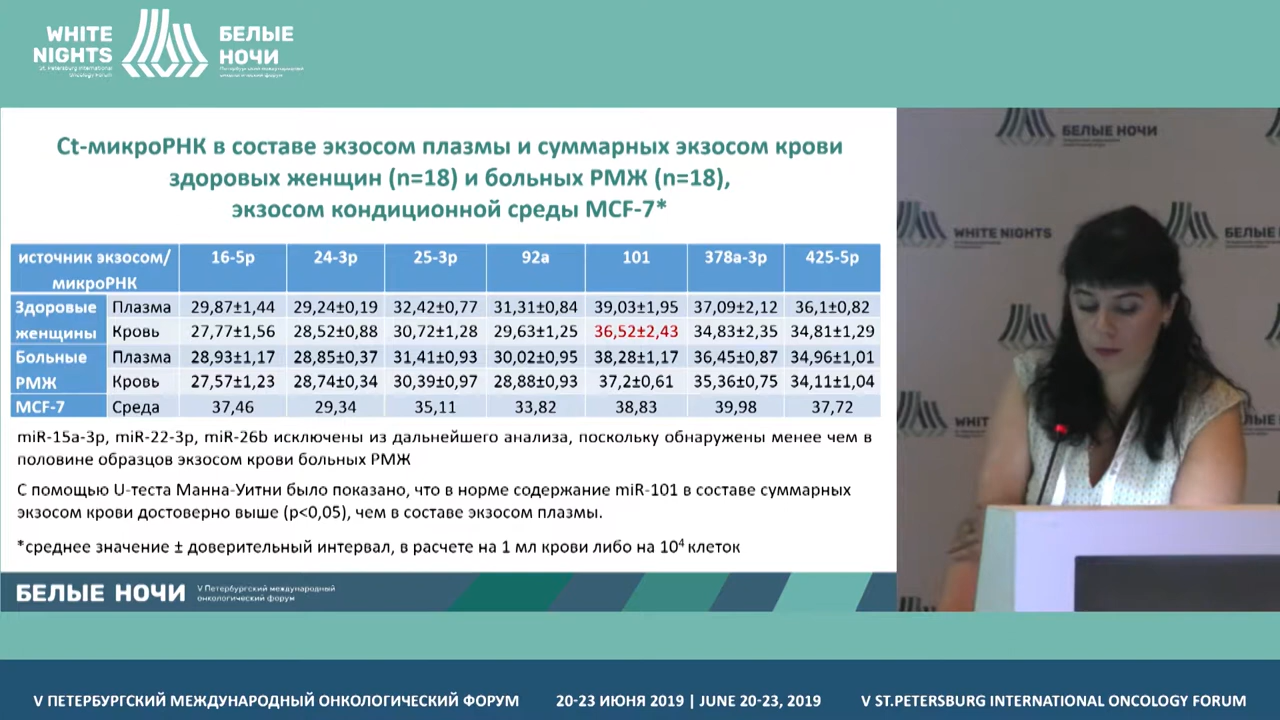 WHITE
NIGHTS
St. Petersburg International
Oncology Forum
БЕЛЫЕ
НОЧИ
Петербургский международный
онкологический форум
Ct-микроРНК в составе экзосом плазмы и суммарных экзосом крови
здоровых женщин (n=18) и больных РМЖ (n=18),
экзосом кондиционной среды MCF-7*
источник экзосом/ микроРНК 16-5p 24-3p 25-3p 92a 101 378a-3p 425-5p
Здоровые женщины Плазма 29,87±1,44 29,24±0,19 32,42±0,77 31,31±0,84 39,03±1,95 37,09±2,12 36,1±0,82
Кровь 27,77±1,56 28,52±0,88 30,72±1,28 29,63±1,25 36,52±2,43 34,83±2,35 34,81±1,29
Больные РМЖ Плазма 28,93±1,17 28,85±0,37 31,41±0,93 30,02±0,95 38,28±1,17 36,45±0,87 34,96±1,01
Кровь 27,57±1,23 28,74±0,34 30,39±0,97 28,88±0,93 37,2±0,61 35,36±0,75 34,11±1,04
MCF-7 Среда 37,46 29,34 35,11 33,82 38,83 39,98 37,72
miR-15a-3p, miR-22-3p, miR-26b исключены из дальнейшего анализа, поскольку обнаружены менее чем в
половине образцов экзосом крови больных РМЖ
С помощью U-теста Манна-Уитни было показано, что в норме содержание miR-101 в составе суммарных
экзосом крови достоверно выше (p<0,05), чем в составе экзосом плазмы.
*среднее значение ± доверительный интервал, в расчете на 1 мл крови либо на 10⁴ клеток
БЕЛЫЕ НОЧИ
V Петербургский международный
онкологический форум
БЕЛЫЕ НОЧИ
WHITE NIGHTS
БЕЛЫЕ
V ПЕТЕРБУРГСКИЙ МЕЖДУНАРОДНЫЙ ОНКОЛОГИЧЕСКИЙ ФОРУМ 20-23 ИЮНЯ 2019 | JUNE 20-23, 2019 V ST.PETERSBURG INTERNATIONAL ONCOLOGY FORUM